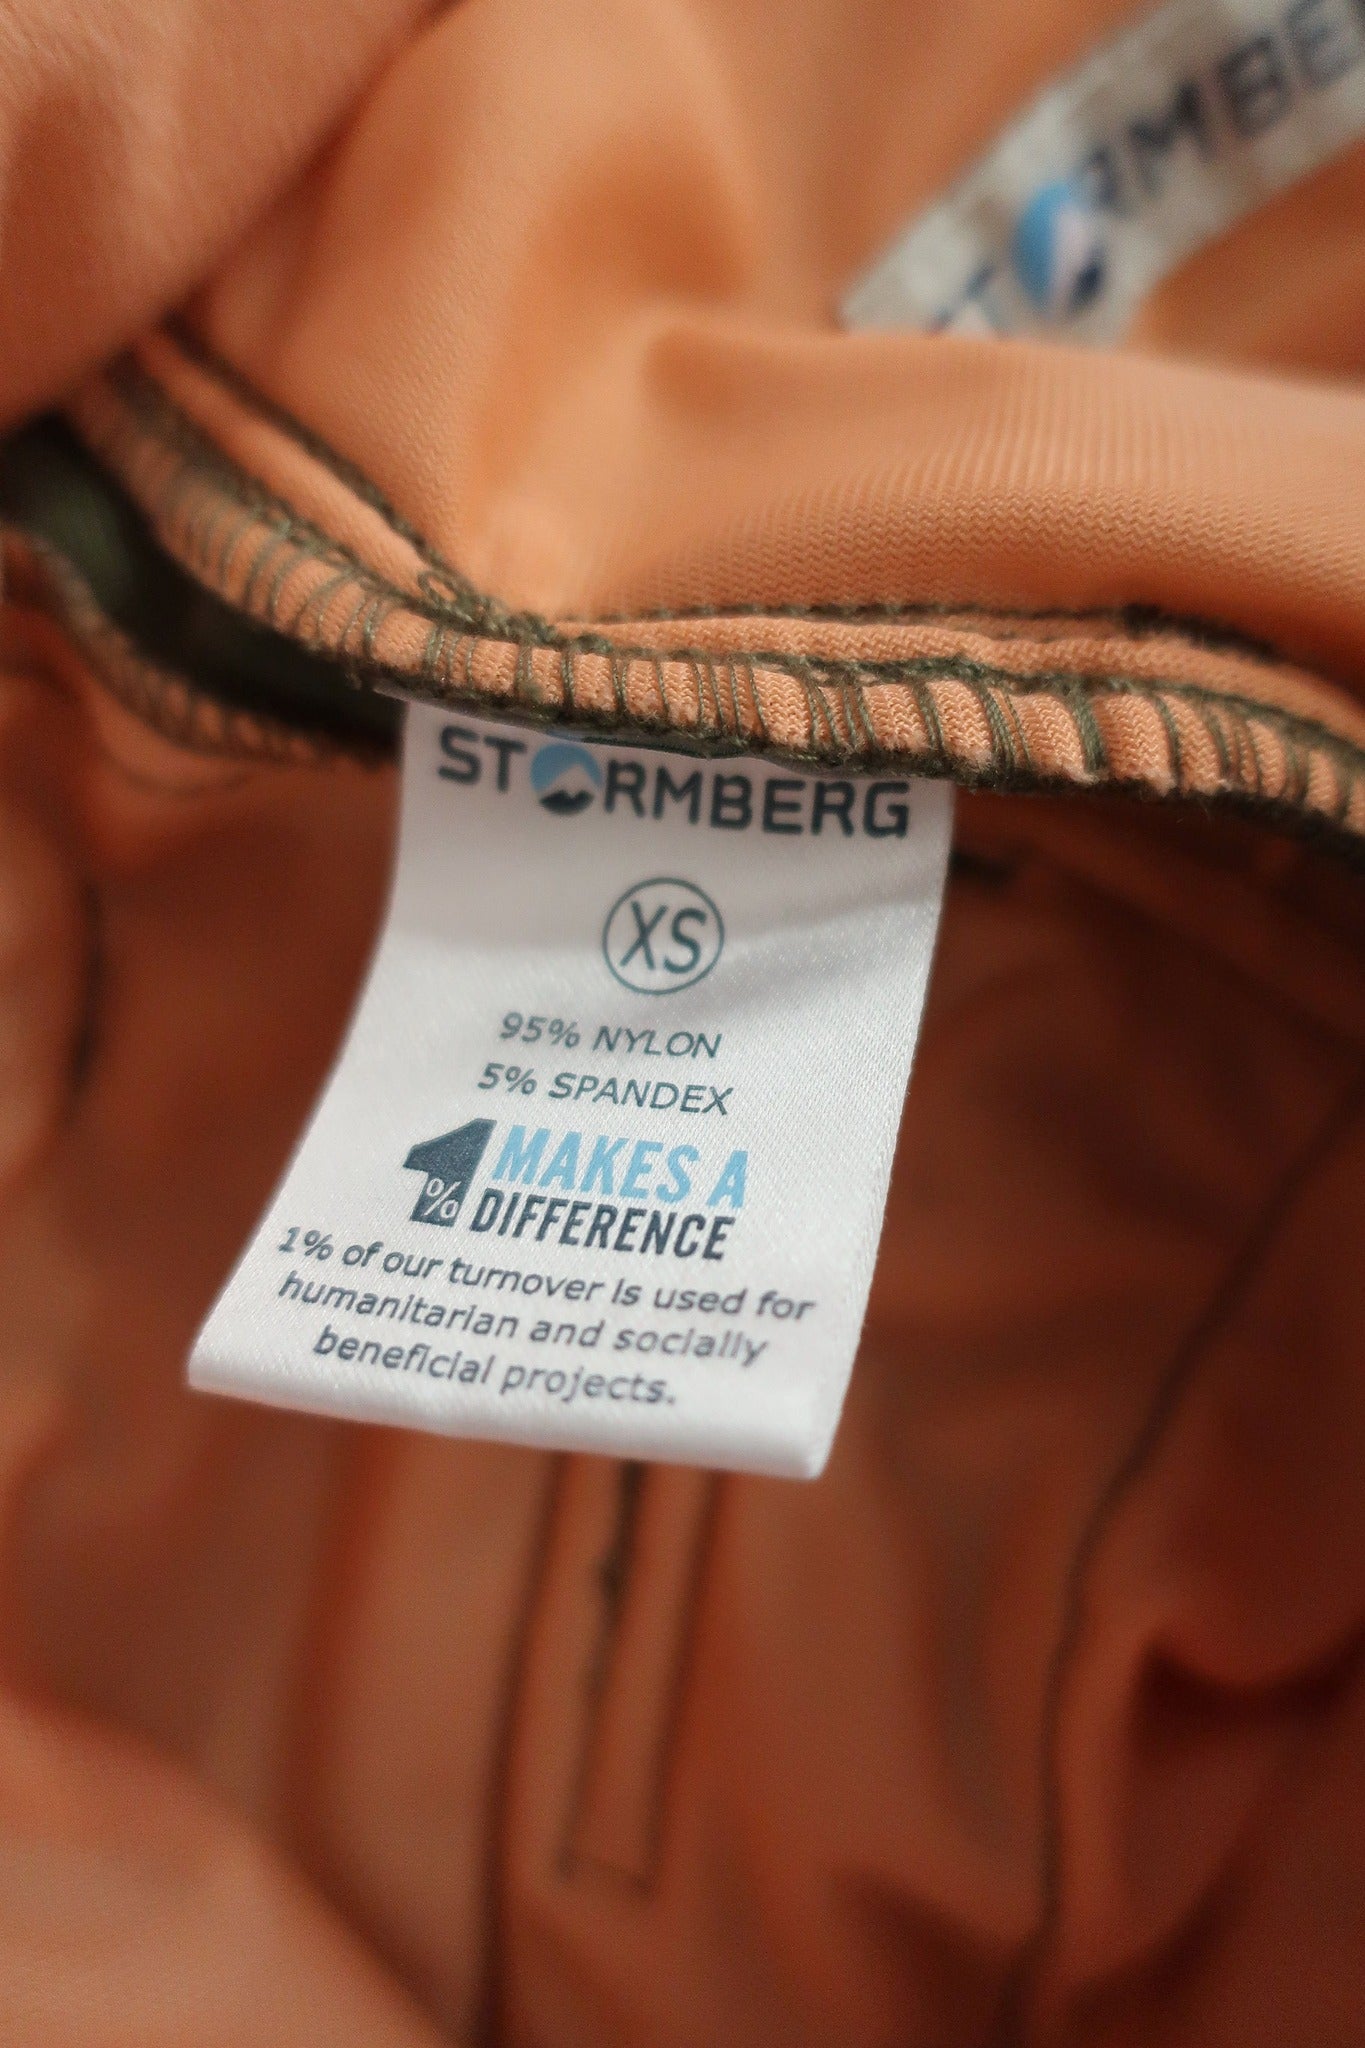 STORMBE
STORMBERG
XS
95% NYLON
5% SPANDEX
1% MAKES A
DIFFERENCE
1% of our turnover is used for
humanitarian and socially
beneficial projects.